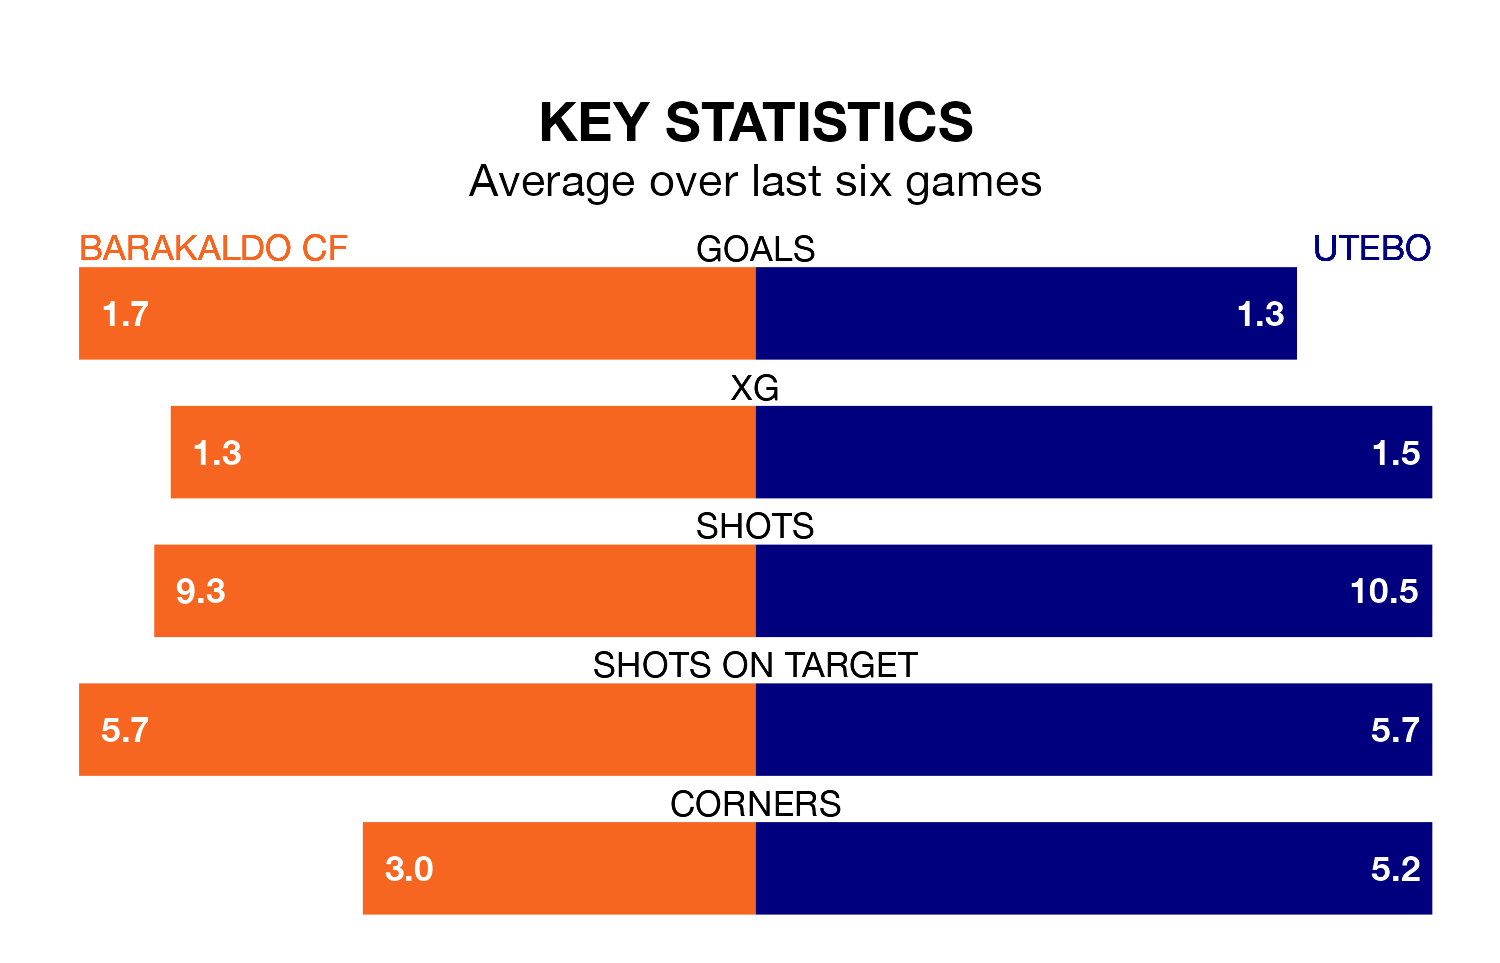 KEY STATISTICS
Average over last six games
BARAKALDO CF GOALS UTEBO
1.7 1.3
XG
1.3 1.5
SHOTS
9.3 10.5
SHOTS ON TARGET
5.7 5.7
CORNERS
3.0 5.2